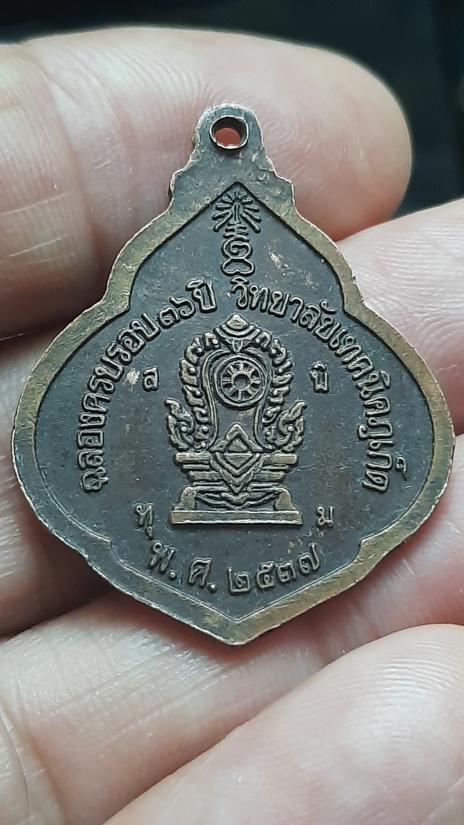 ฉลองครบรอบ ๓๖ ปี วิทยาลัยเทคนิคภูเก็ต
ส มิ
ทุ ม
พ.ศ. ๒๕๓๗